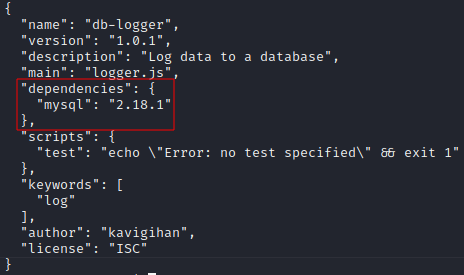 {
  "name": "db-logger",
  "version": "1.0.1",
  "description": "Log data to a database",
  "main": "logger.js",
  "dependencies": {
    "mysql": "2.18.1"
  },
  "scripts": {
    "test": "echo \"Error: no test specified\" && exit 1"
  },
  "keywords": [
    "log"
  ],
  "author": "kavigihan",
  "license": "ISC"
}